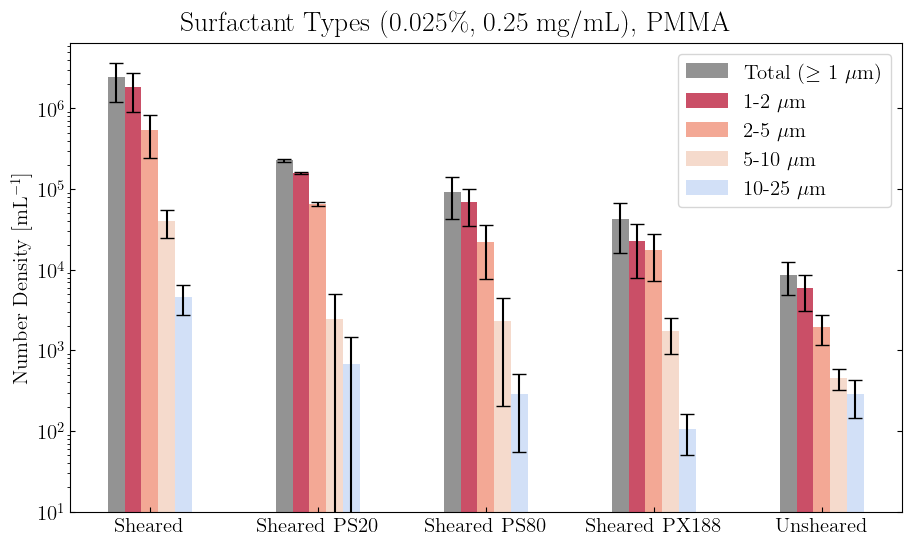 Surfactant Types (0.025%, 0.25 mg/mL), PMMA
Number Density [mL⁻¹]
10⁶
10⁵
10⁴
10³
10²
10¹
Total (≥ 1 μm)
1-2 μm
2-5 μm
5-10 μm
10-25 μm
Sheared
Sheared PS20
Sheared PS80
Sheared PX188
Unsheared